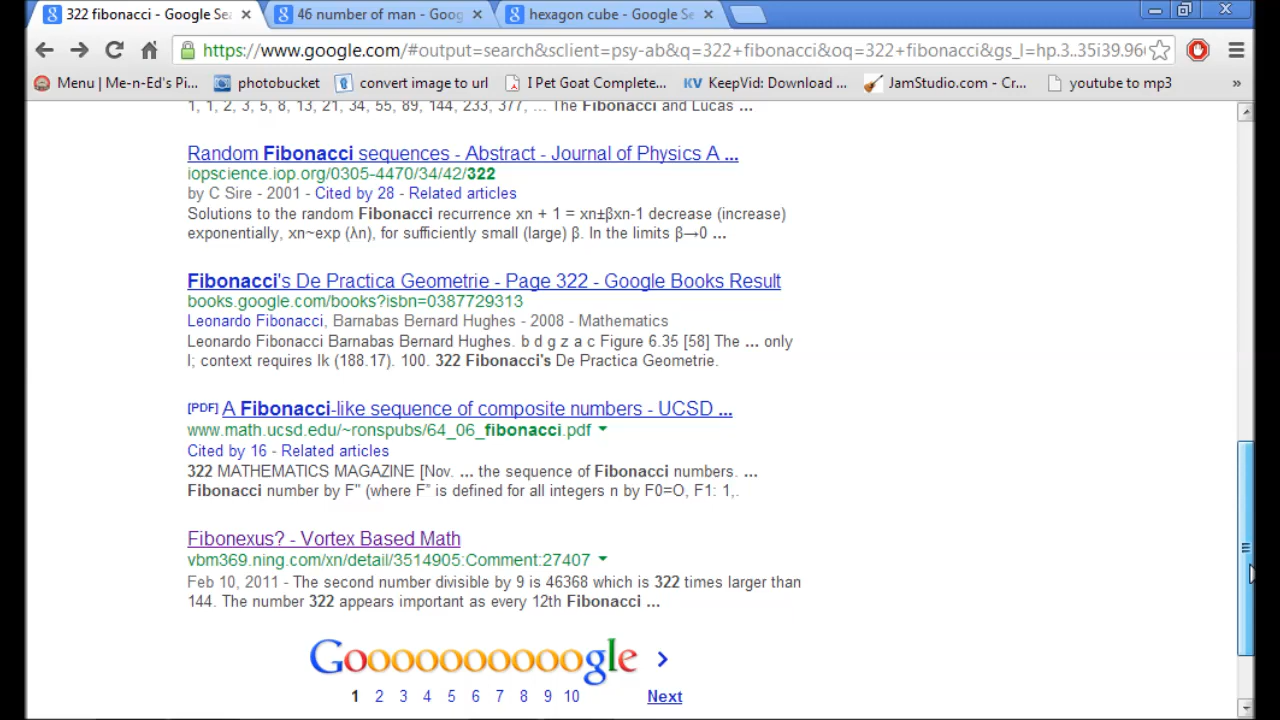 322 fibonacci - Google Sea
46 number of man - Goog
hexagon cube - Google Se
https://www.google.com/#output=search&sclient=psy-ab&q=322+fibonacci&oq=322+fibonacci&gs_l=hp.3..35i39.96
Menu | Me-n-Ed's Pi...
photobucket
convert image to url
I Pet Goat Complete...
KV KeepVid: Download ...
JamStudio.com - Cr...
youtube to mp3
»
1, 1, 2, 3, 5, 8, 13, 21, 34, 55, 89, 144, 233, 377, ... The Fibonacci and Lucas ...
Random Fibonacci sequences - Abstract - Journal of Physics A ...
iopscience.iop.org/0305-4470/34/42/322
by C Sire - 2001 - Cited by 28 - Related articles
Solutions to the random Fibonacci recurrence xn + 1 = xn±βxn-1 decrease (increase)
exponentially, xn~exp (λn), for sufficiently small (large) β. In the limits β→0 ...
Fibonacci's De Practica Geometrie - Page 322 - Google Books Result
books.google.com/books?isbn=0387729313
Leonardo Fibonacci, Barnabas Bernard Hughes - 2008 - Mathematics
Leonardo Fibonacci Barnabas Bernard Hughes. b d g z a c Figure 6.35 [58] The ... only
l; context requires lk (188.17). 100. 322 Fibonacci's De Practica Geometrie.
[PDF] A Fibonacci-like sequence of composite numbers - UCSD ...
www.math.ucsd.edu/~ronspubs/64_06_fibonacci.pdf
Cited by 16 - Related articles
322 MATHEMATICS MAGAZINE [Nov. ... the sequence of Fibonacci numbers. ...
Fibonacci number by F" (where F" is defined for all integers n by F0=O, F1: 1,.
Fibonexus? - Vortex Based Math
vbm369.ning.com/xn/detail/3514905:Comment:27407
Feb 10, 2011 - The second number divisible by 9 is 46368 which is 322 times larger than
144. The number 322 appears important as every 12th Fibonacci ...
Goooooooooogle >
1 2 3 4 5 6 7 8 9 10 Next